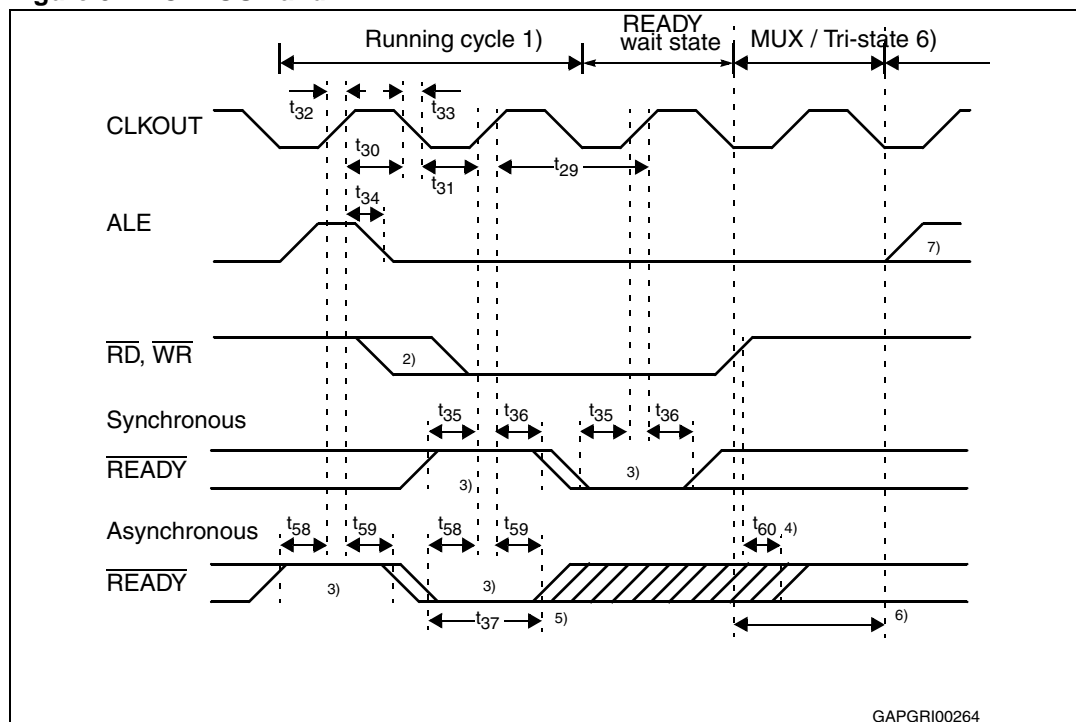 READY
Running cycle 1) wait state MUX / Tri-state 6)
t32 t33
CLKOUT
t30
t31 t29
t34
ALE
7)
RD, WR 2)
Synchronous t35 t36 t35 t36
READY 3) 3)
Asynchronous t58 t59 t58 t59 t60 4)
READY 3) 3)
t37 5) 6)
GAPGRI00264